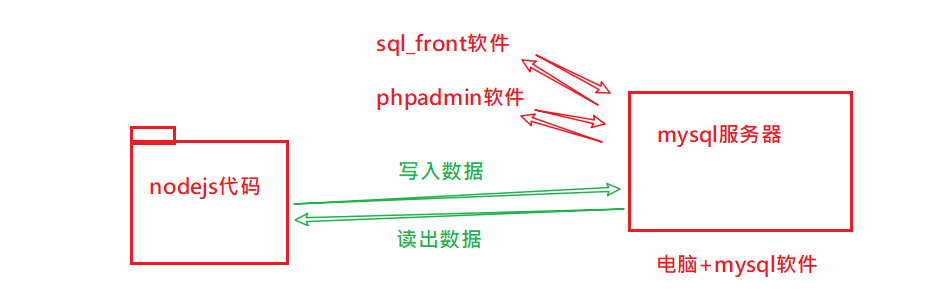 sql_front软件
phpadmin软件
mysql服务器
nodejs代码
写入数据
读出数据
电脑+mysql软件